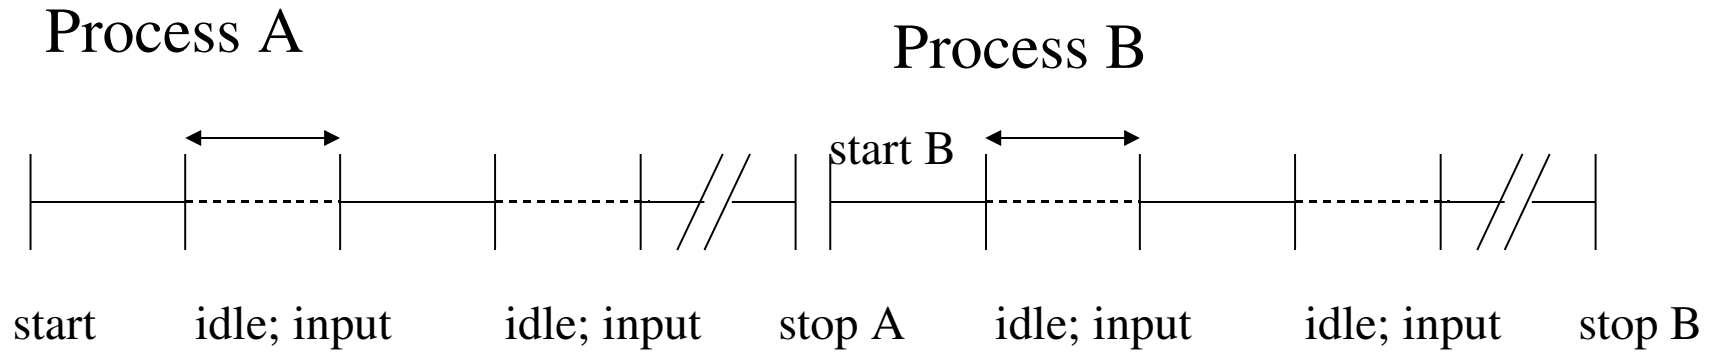 Process A
Process B
start B
start
idle; input
idle; input
stop A
idle; input
idle; input
stop B